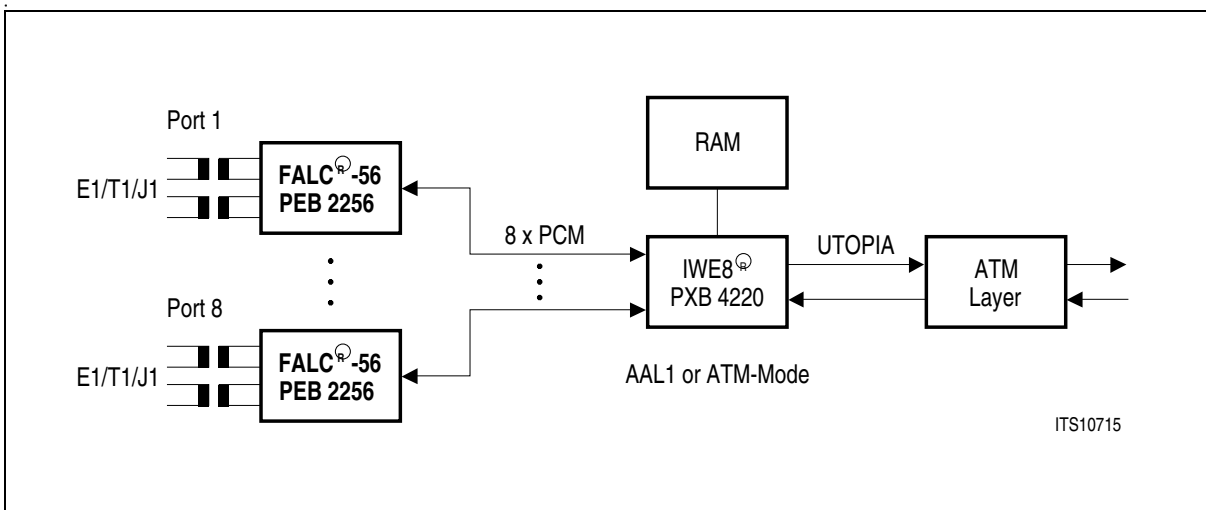 Port 1
E1/T1/J1
FALC®-56
PEB 2256
8 x PCM
RAM
IWE8®
PXB 4220
UTOPIA
ATM
Layer
Port 8
E1/T1/J1
FALC®-56
PEB 2256
AAL1 or ATM-Mode
ITS10715